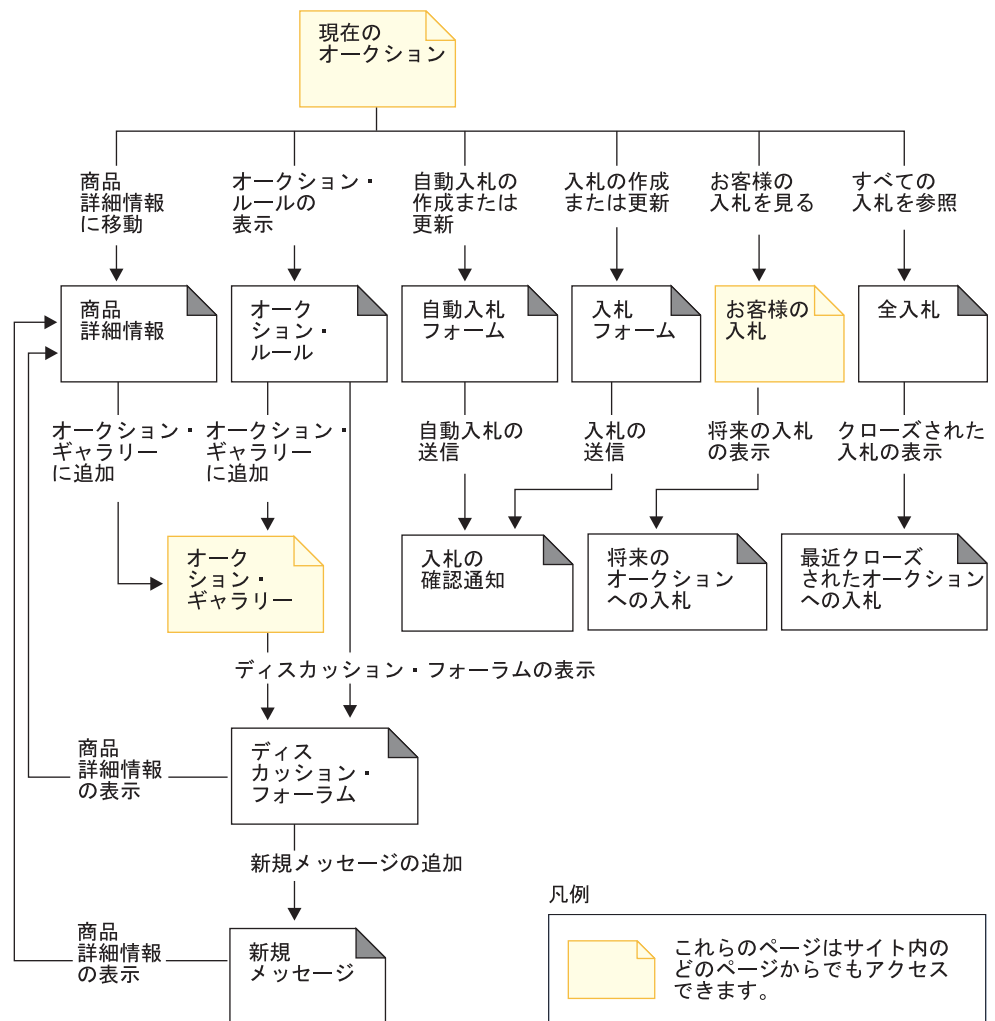 現在の
オークション
商品
詳細情報
に移動
オークション・
ルールの
表示
自動入札の
作成または
更新
入札の作成
または更新
お客様の
入札を見る
すべての
入札を参照
商品
詳細情報
オーク
ション・
ルール
自動入札
フォーム
入札
フォーム
お客様の
入札
全入札
オークション・
ギャラリー
に追加
オークション・
ギャラリー
に追加
自動入札の
送信
入札の
送信
将来の入札
の表示
クローズされた
入札の表示
オーク
ション・
ギャラリー
入札の
確認通知
将来の
オークション
への入札
最近クローズ
されたオークション
への入札
ディスカッション・フォーラムの表示
商品
詳細情報
の表示
ディス
カッション・
フォーラム
新規メッセージの追加
商品
詳細情報
の表示
新規
メッセージ
凡例
これらのページはサイト内の
どのページからでもアクセス
できます。